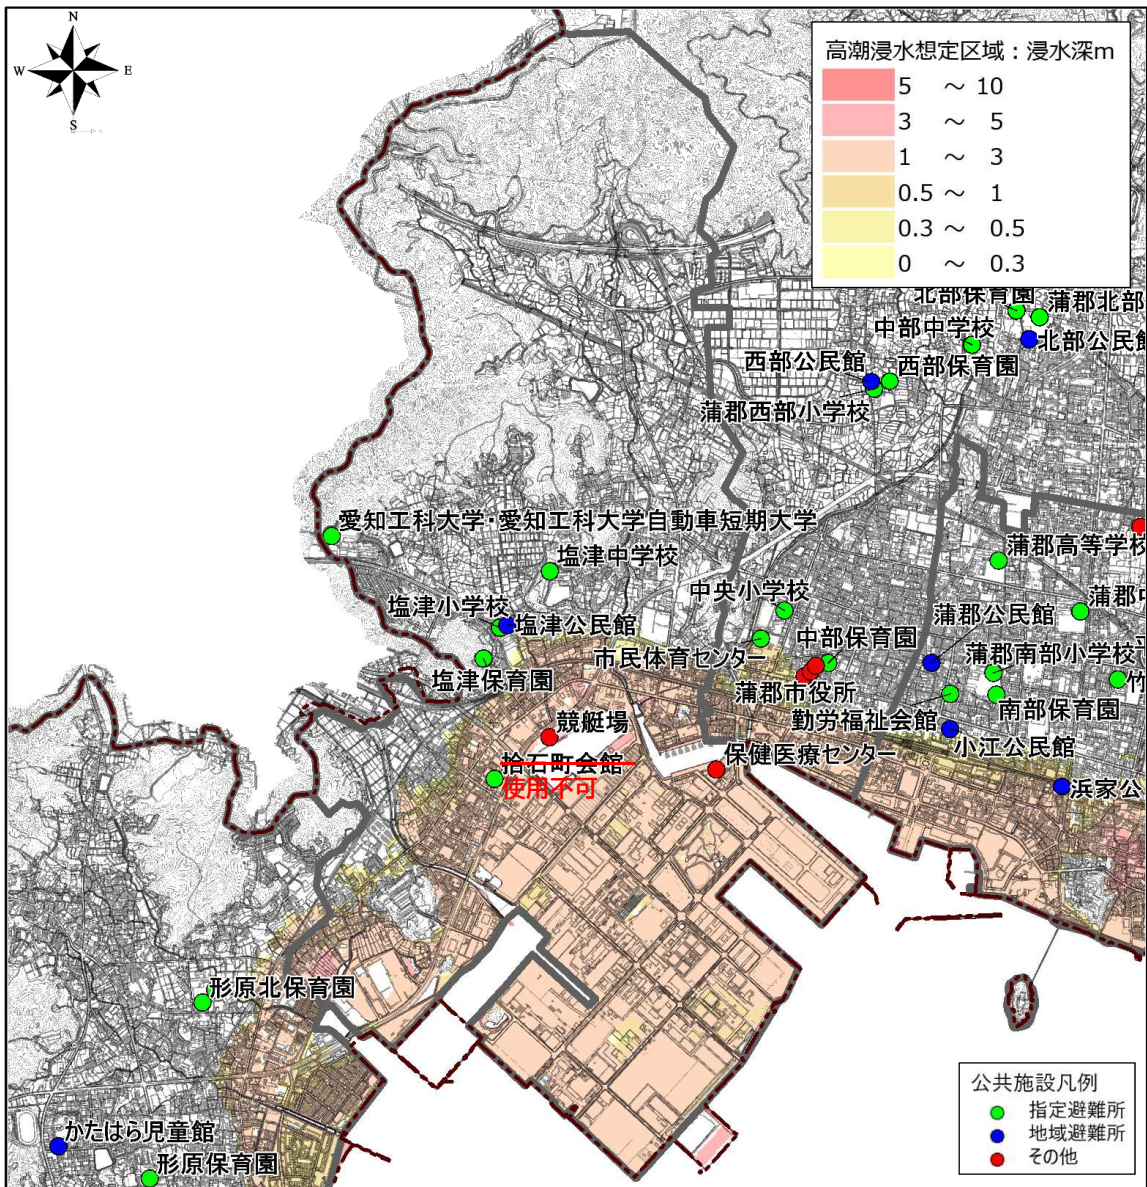 N
W
E
S
高潮浸水想定区域：浸水深m
5 ～ 10
3 ～ 5
1 ～ 3
0.5 ～ 1
0.3 ～ 0.5
0 ～ 0.3
北部保育園
蒲郡北部
中部中学校
北部公民館
西部公民館
西部保育園
蒲郡西部小学校
愛知工科大学・愛知工科大学自動車短期大学
蒲郡高等学校
塩津中学校
中央小学校
塩津小学校
塩津公民館
蒲郡公民館
蒲郡中
中部保育園
市民体育センター
蒲郡南部小学校
塩津保育園
竹
蒲郡市役所
南部保育園
勤労福祉会館
競艇場
小江公民館
保健医療センター
拾石町会館
使用不可
浜家公
形原北保育園
公共施設凡例
指定避難所
地域避難所
その他
かたはら児童館
形原保育園